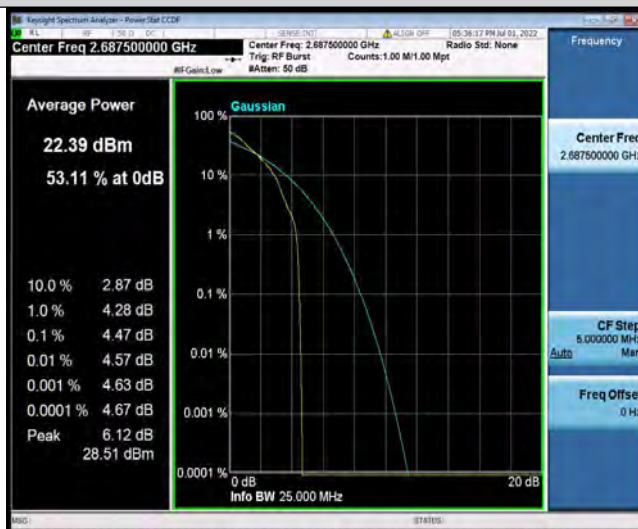 Keysight Spectrum Analyzer - Power Stat CCDF
RL RF 50 Ω DC SENSE:INT ALIGN OFF 05:36:17 PM Jul 01, 2022
Center Freq 2.687500000 GHz
Center Freq: 2.687500000 GHz Radio Std: None
Trig: RF Burst Counts:1.00 M/1.00 Mpt
#IFGain:Low #Atten: 50 dB
Frequency
Average Power
22.39 dBm
53.11 % at 0dB
10.0 % 2.87 dB
1.0 % 4.28 dB
0.1 % 4.47 dB
0.01 % 4.57 dB
0.001 % 4.63 dB
0.0001 % 4.67 dB
Peak 6.12 dB
28.51 dBm
Gaussian
100 %
10 %
1 %
0.1 %
0.01 %
0.001 %
0.0001 %
0 dB 20 dB
Info BW 25.000 MHz
Center Freq
2.687500000 GHz
CF Step
5.000000 MHz
Auto Man
Freq Offset
0 Hz
MSG STATUS